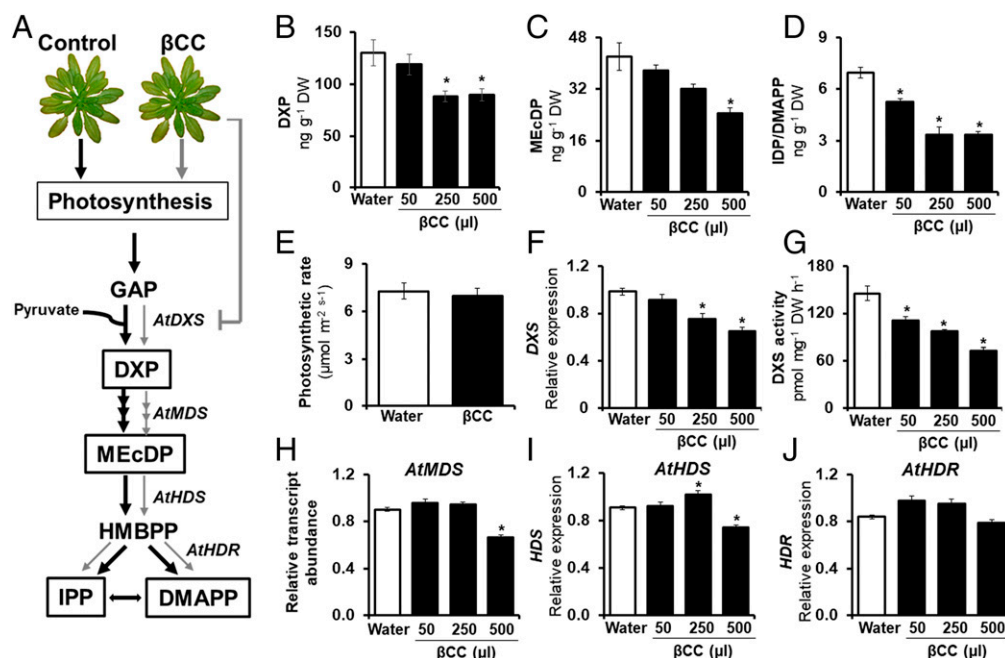 A
Control
βCC
Photosynthesis
GAP
Pyruvate
AtDXS
DXP
AtMDS
MEcDP
AtHDS
HMBPP
AtHDR
IPP
DMAPP
B
DXP
ng g⁻¹ DW
150
100
50
0
Water
50 250 500
βCC (µl)
* *
C
MEcDP
ng g⁻¹ DW
48
36
24
12
0
Water
50 250 500
βCC (µl)
*
D
IDP/DMAPP
ng g⁻¹ DW
9
6
3
0
Water
50 250 500
βCC (µl)
* * *
E
Photosynthetic rate
(µmol m⁻² s⁻¹)
9
6
3
0
Water
βCC
F
DXS
Relative expression
1.2
0.8
0.4
0
Water
50 250 500
βCC (µl)
* *
G
DXS activity
pmol mg⁻¹ DW h⁻¹
180
120
60
0
Water
50 250 500
βCC (µl)
* * *
H
AtMDS
Relative transcript
abundance
1.2
0.8
0.4
0.0
Water
50 250 500
βCC (µl)
*
I
AtHDS
HDS
Relative expression
1.2
0.8
0.4
0.0
Water
50 250 500
βCC (µl)
* *
J
AtHDR
HDR
Relative expression
1.2
0.8
0.4
0.0
Water
50 250 500
βCC (µl)